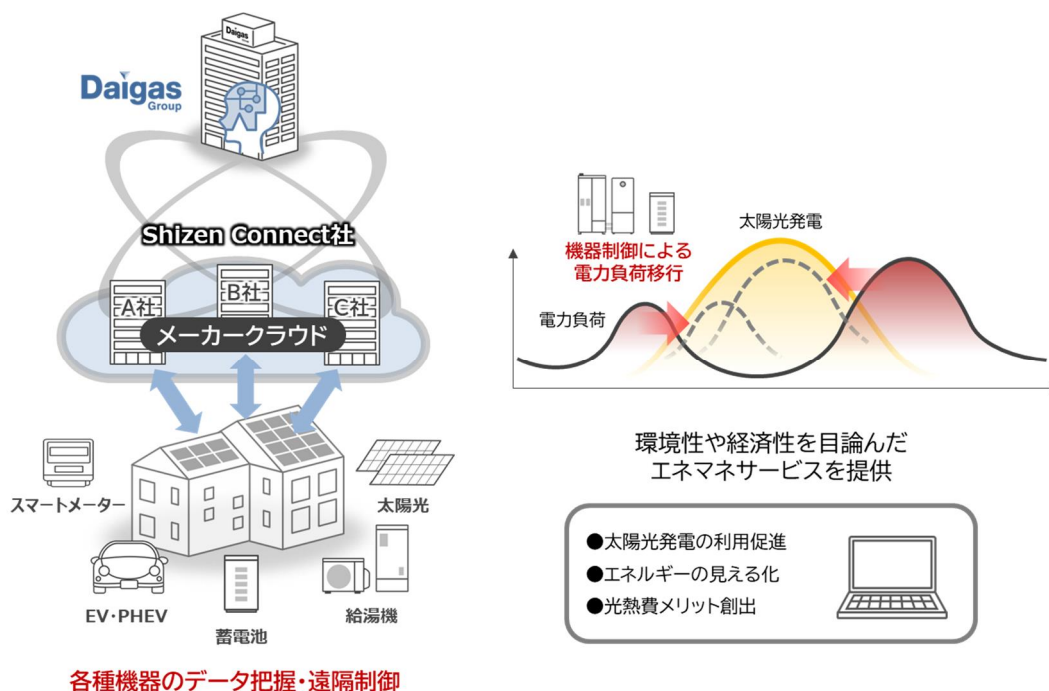 Daigas
Daigas
Group
Shizen Connect社
A社
B社
C社
メーカークラウド
スマートメーター
太陽光
EV・PHEV
蓄電池
給湯機
各種機器のデータ把握・遠隔制御
機器制御による
電力負荷移行
太陽光発電
電力負荷
環境性や経済性を目論んだ
エネマネサービスを提供
●太陽光発電の利用促進
●エネルギーの見える化
●光熱費メリット創出